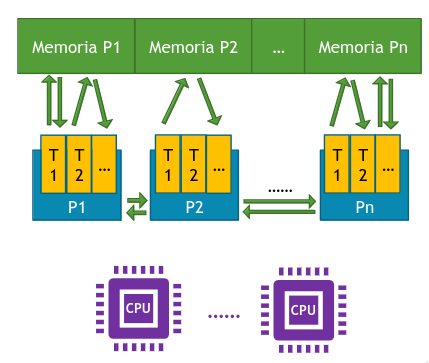 Memoria P1 Memoria P2 ... Memoria Pn
T T ... T T ... T T ...
1 2 1 2 1 2
......
P1 P2 Pn
CPU ...... CPU